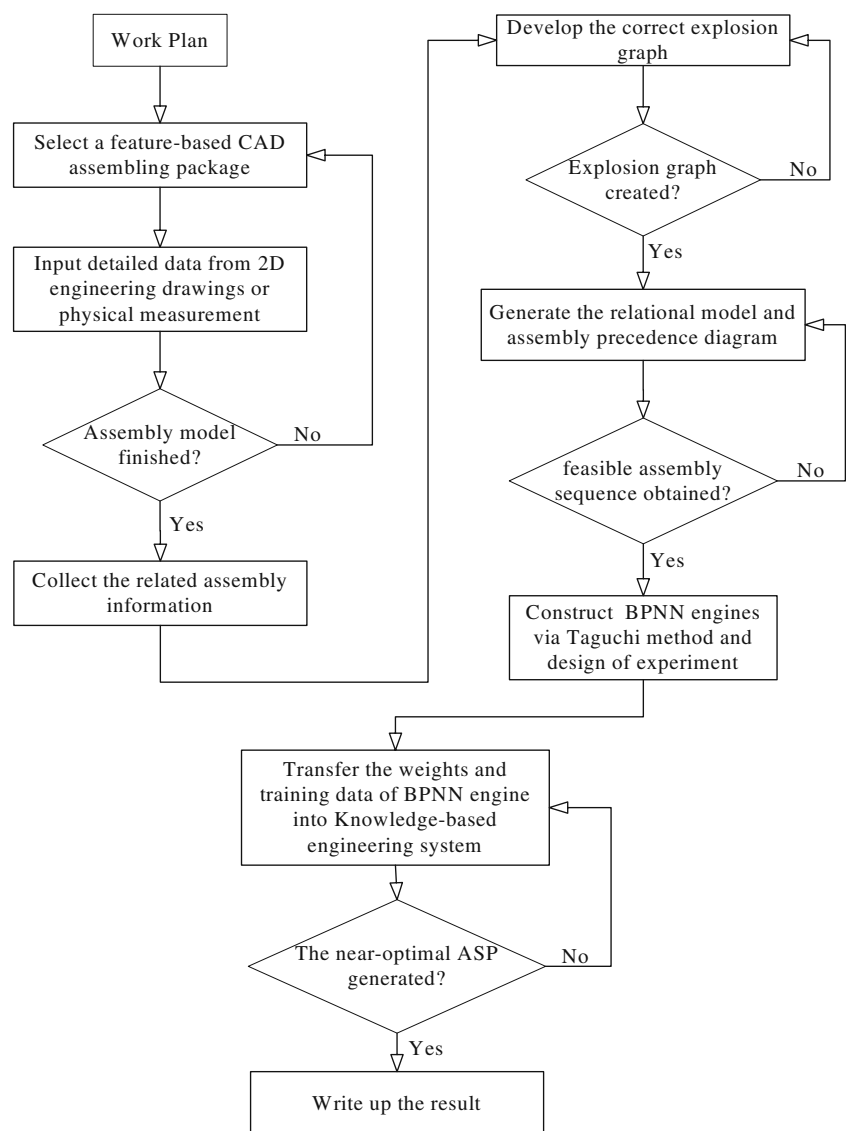 Work Plan
Select a feature-based CAD
assembling package
Input detailed data from 2D
engineering drawings or
physical measurement
Assembly model
finished?
No
Yes
Collect the related assembly
information
Develop the correct explosion
graph
Explosion graph
created?
No
Yes
Generate the relational model and
assembly precedence diagram
feasible assembly
sequence obtained?
No
Yes
Construct BPNN engines
via Taguchi method and
design of experiment
Transfer the weights and
training data of BPNN engine
into Knowledge-based
engineering system
The near-optimal ASP
generated?
No
Yes
Write up the result